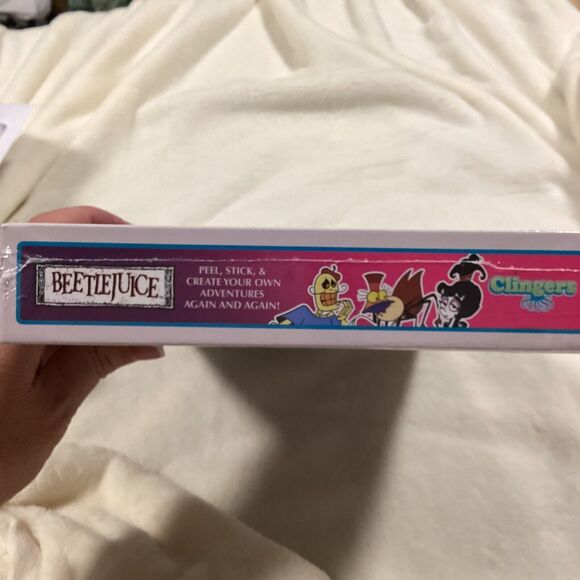 BEETLEJUICE
PEEL, STICK, &
CREATE YOUR OWN
ADVENTURES
AGAIN AND AGAIN!
Clingers